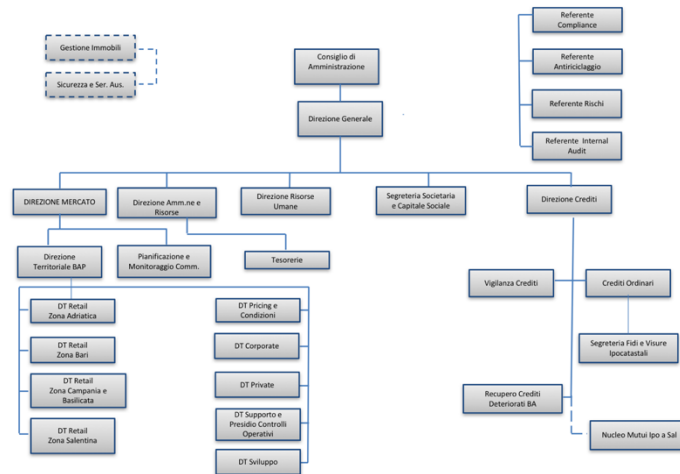 Gestione Immobili
Sicurezza e Ser. Aus.
Referente
Compliance
Referente
Antiriciclaggio
Referente Rischi
Referente Internal
Audit
Consiglio di
Amministrazione
Direzione Generale
DIREZIONE MERCATO
Direzione Amm.ne e
Risorse
Direzione Risorse
Umane
Segreteria Societaria
e Capitale Sociale
Direzione Crediti
Direzione
Territoriale BAP
Pianificazione e
Monitoraggio Comm.
Tesorerie
Vigilanza Crediti
Crediti Ordinari
DT Retail
Zona Adriatica
DT Retail
Zona Bari
DT Retail
Zona Campania e
Basilicata
DT Retail
Zona Salentina
DT Pricing e
Condizioni
DT Corporate
DT Private
DT Supporto e
Presidio Controlli
Operativi
DT Sviluppo
Segreteria Fidi e Visure
Ipocatastali
Recupero Crediti
Deteriorati BA
Nucleo Mutui Ipo a Sal